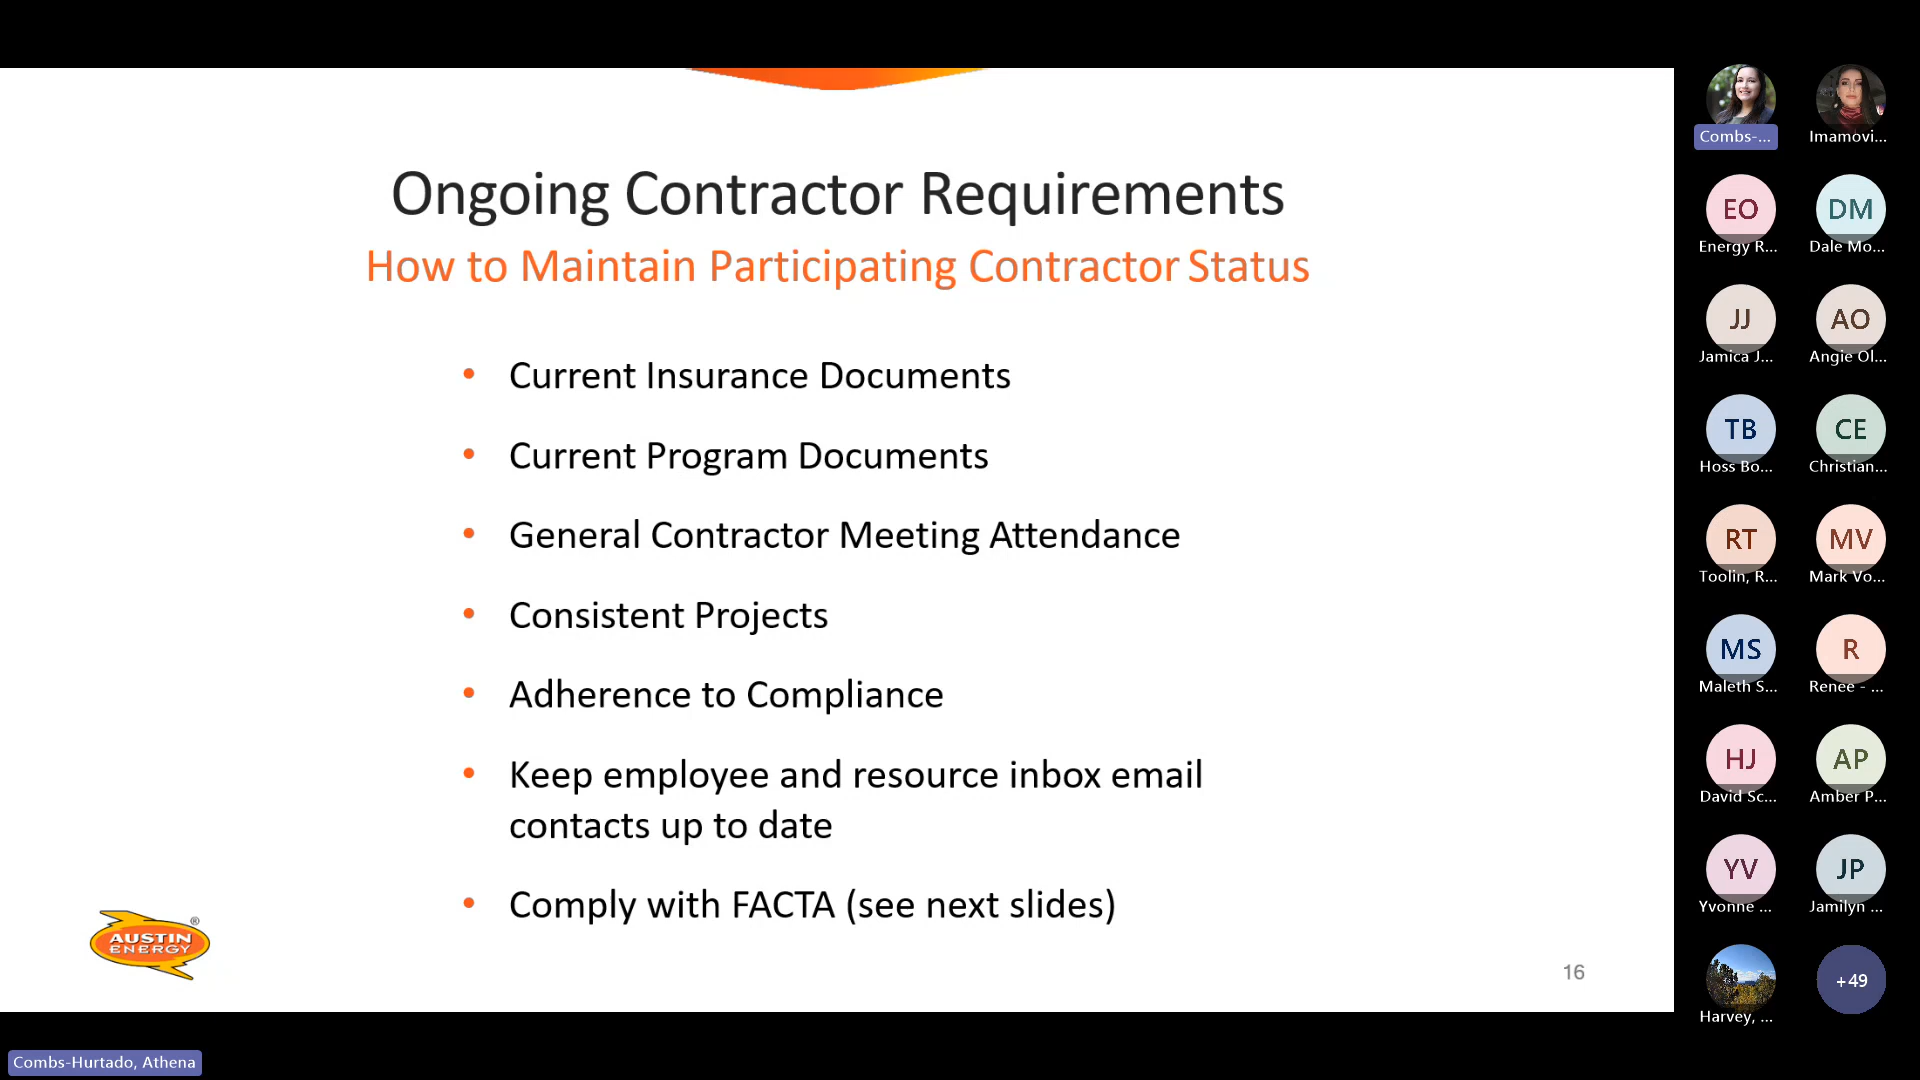 Ongoing Contractor Requirements
How to Maintain Participating Contractor Status
• Current Insurance Documents
• Current Program Documents
• General Contractor Meeting Attendance
• Consistent Projects
• Adherence to Compliance
• Keep employee and resource inbox email
contacts up to date
• Comply with FACTA (see next slides)
AUSTIN
ENERGY
®
16
Combs-...
Imamovi...
EO
Energy R...
DM
Dale Mo...
JJ
Jamica J...
AO
Angie Ol...
TB
Hoss Bo...
CE
Christian...
RT
Toolin, R...
MV
Mark Vo...
MS
Maleth S...
R
Renee - ...
HJ
David Sc...
AP
Amber P...
YV
Yvonne ...
JP
Jamilyn ...
Harvey, ...
+49
Combs-Hurtado, Athena